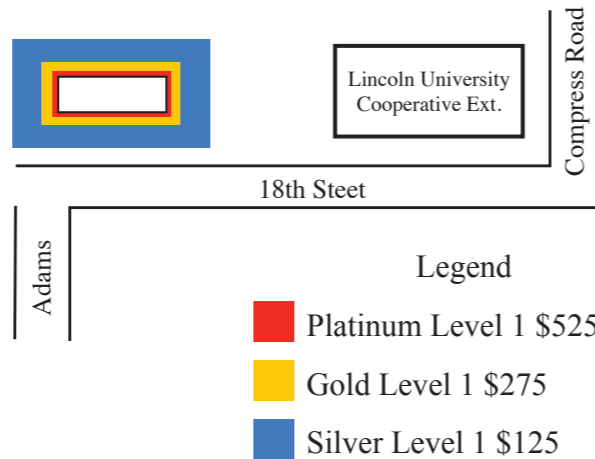 Lincoln University
Cooperative Ext.
Compress Road
18th Steet
Adams
Legend
Platinum Level 1 $525
Gold Level 1 $275
Silver Level 1 $125